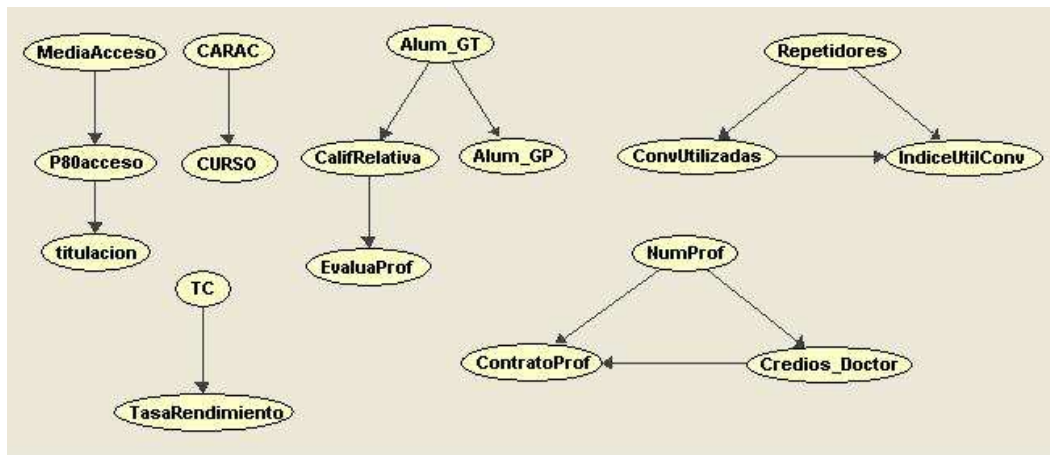 MediaAcceso
CARAC
Alum_GT
Repetidores
P80acceso
CURSO
CalifRelativa
Alum_GP
ConvUtilizadas
IndiceUtilConv
titulacion
EvaluaProf
NumProf
TC
ContratoProf
Credios_Doctor
TasaRendimiento